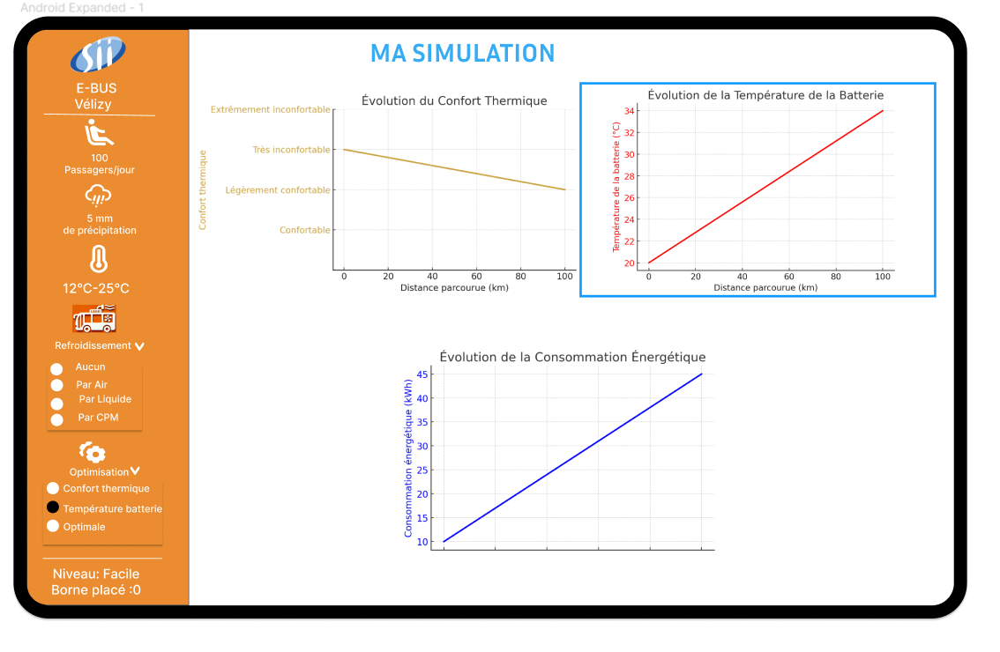 Android Expanded - 1
sii
E-BUS
Vélizy
100
Passagers/jour
5 mm
de précipitation
12°C-25°C
Refroidissement
Aucun
Par Air
Par Liquide
Par CPM
Optimisation
Confort thermique
Température batterie
Optimale
Niveau: Facile
Borne placé :0
MA SIMULATION
Évolution du Confort Thermique
Confort thermique
Extrêmement inconfortable
Très inconfortable
Légèrement confortable
Confortable
0 20 40 60 80 100
Distance parcourue (km)
Évolution de la Température de la Batterie
Température de la batterie (°C)
34
32
30
28
26
24
22
20
0 20 40 60 80 100
Distance parcourue (km)
Évolution de la Consommation Énergétique
Consommation énergétique (kWh)
45
40
35
30
25
20
15
10